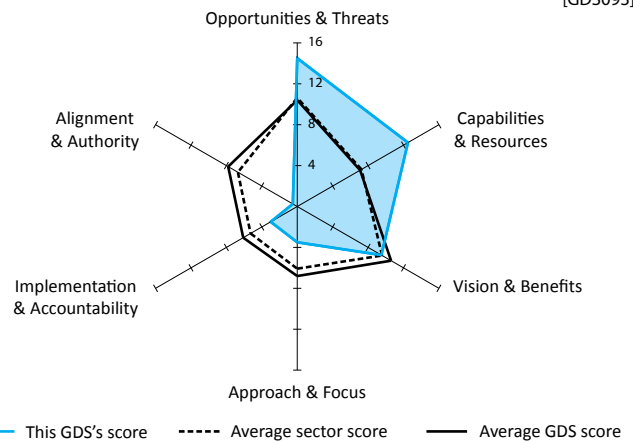 [GDS095]
Opportunities & Threats
16
12
8
4
Alignment
& Authority
Capabilities
& Resources
Implementation
& Accountability
Vision & Benefits
Approach & Focus
This GDS's score
Average sector score
Average GDS score